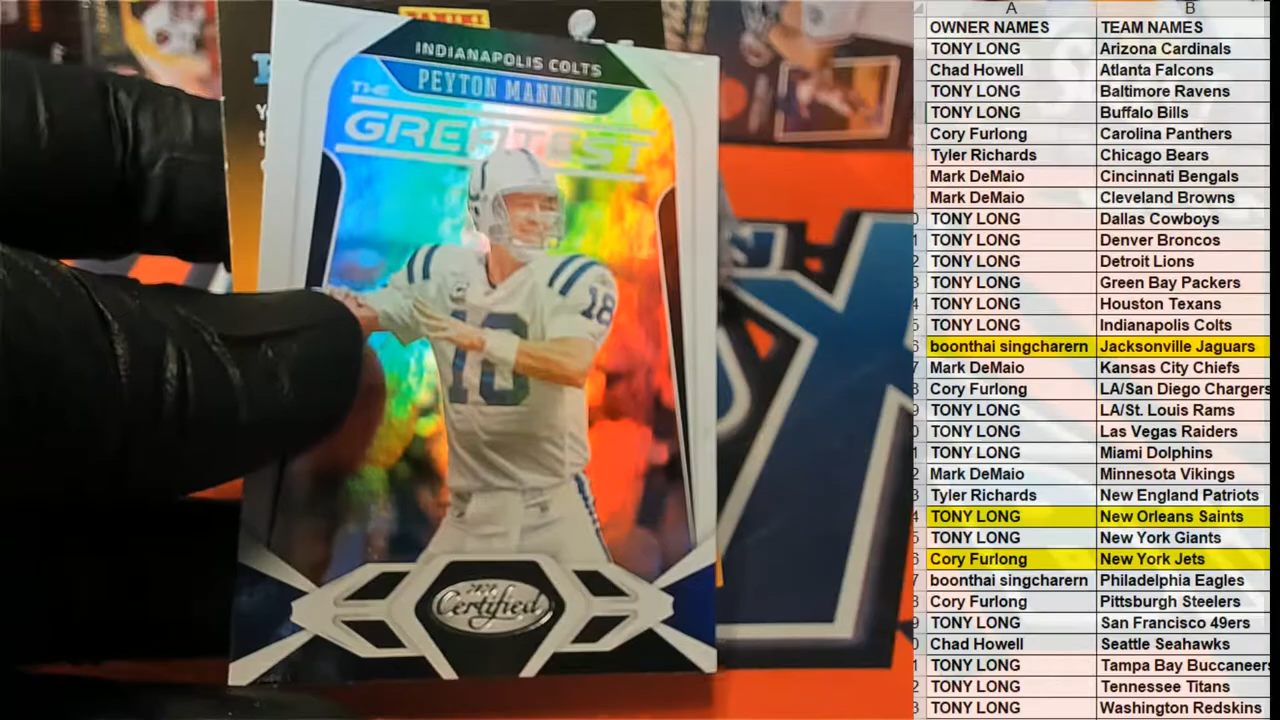 PANINI
INDIANAPOLIS COLTS
PEYTON MANNING
THE
GREATEST
18
18
2020
Certified
A B
OWNER NAMES TEAM NAMES
TONY LONG Arizona Cardinals
Chad Howell Atlanta Falcons
TONY LONG Baltimore Ravens
TONY LONG Buffalo Bills
Cory Furlong Carolina Panthers
Tyler Richards Chicago Bears
Mark DeMaio Cincinnati Bengals
Mark DeMaio Cleveland Browns
TONY LONG Dallas Cowboys
TONY LONG Denver Broncos
TONY LONG Detroit Lions
TONY LONG Green Bay Packers
TONY LONG Houston Texans
TONY LONG Indianapolis Colts
boonthai singcharern Jacksonville Jaguars
Mark DeMaio Kansas City Chiefs
Cory Furlong LA/San Diego Chargers
TONY LONG LA/St. Louis Rams
TONY LONG Las Vegas Raiders
TONY LONG Miami Dolphins
Mark DeMaio Minnesota Vikings
Tyler Richards New England Patriots
TONY LONG New Orleans Saints
TONY LONG New York Giants
Cory Furlong New York Jets
boonthai singcharern Philadelphia Eagles
Cory Furlong Pittsburgh Steelers
TONY LONG San Francisco 49ers
Chad Howell Seattle Seahawks
TONY LONG Tampa Bay Buccaneers
TONY LONG Tennessee Titans
TONY LONG Washington Redskins